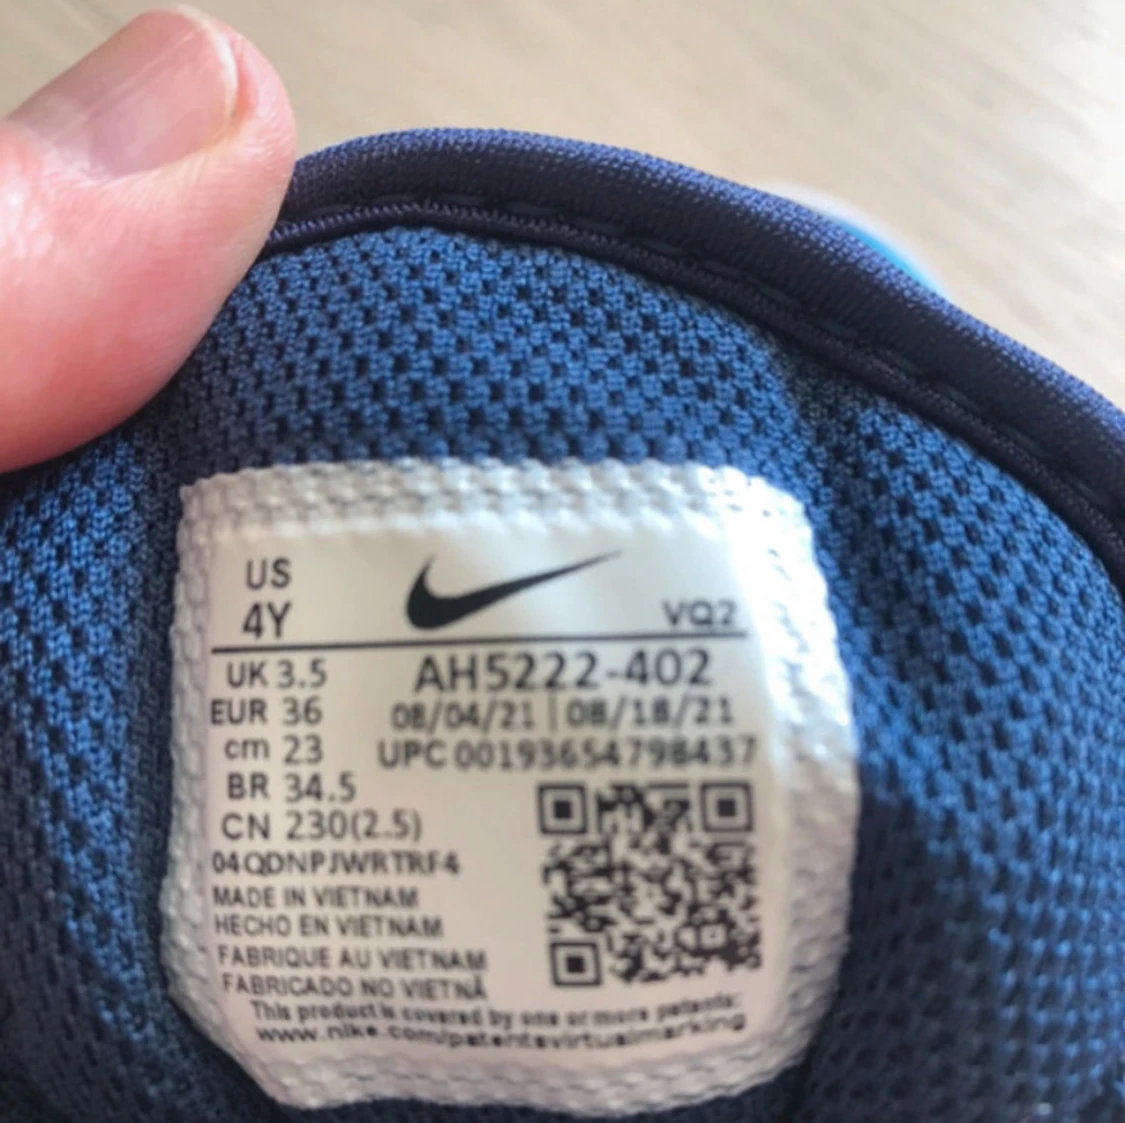 US
4Y
VQ2
UK 3.5
AH5222-402
EUR 36
08/04/21 | 08/18/21
cm 23
UPC 00193654798437
BR 34.5
CN 230(2.5)
04QDNPJWRTRF4
MADE IN VIETNAM
HECHO EN VIETNAM
FABRIQUE AU VIETNAM
FABRICADO NO VIETNÃ
This product is covered by one or more patents:
www.nike.com/patentsvirtualmarking